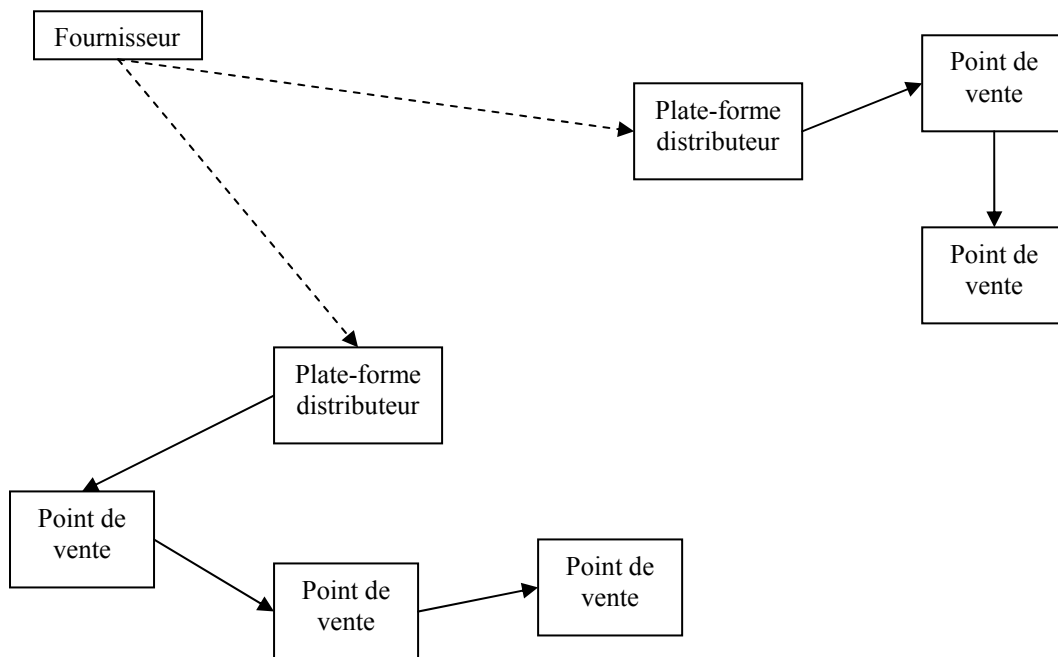 Fournisseur
Point de
vente
Plate-forme
distributeur
Point de
vente
Plate-forme
distributeur
Point de
vente
Point de
vente
Point de
vente